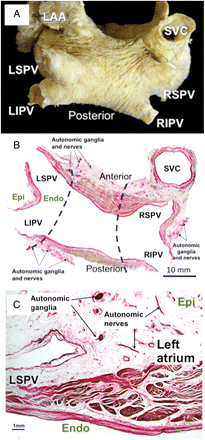 A
LAA
SVC
LSPV
RSPV
LIPV
Posterior
RIPV
B
Autonomic ganglia
and nerves
LSPV
Anterior
SVC
Epi
Endo
RSPV
LIPV
RIPV
Autonomic ganglia
and nerves
Autonomic
ganglia
and nerves
Posterior
10 mm
C
Autonomic
ganglia
Autonomic
nerves
Epi
Left
atrium
LSPV
1mm
Endo